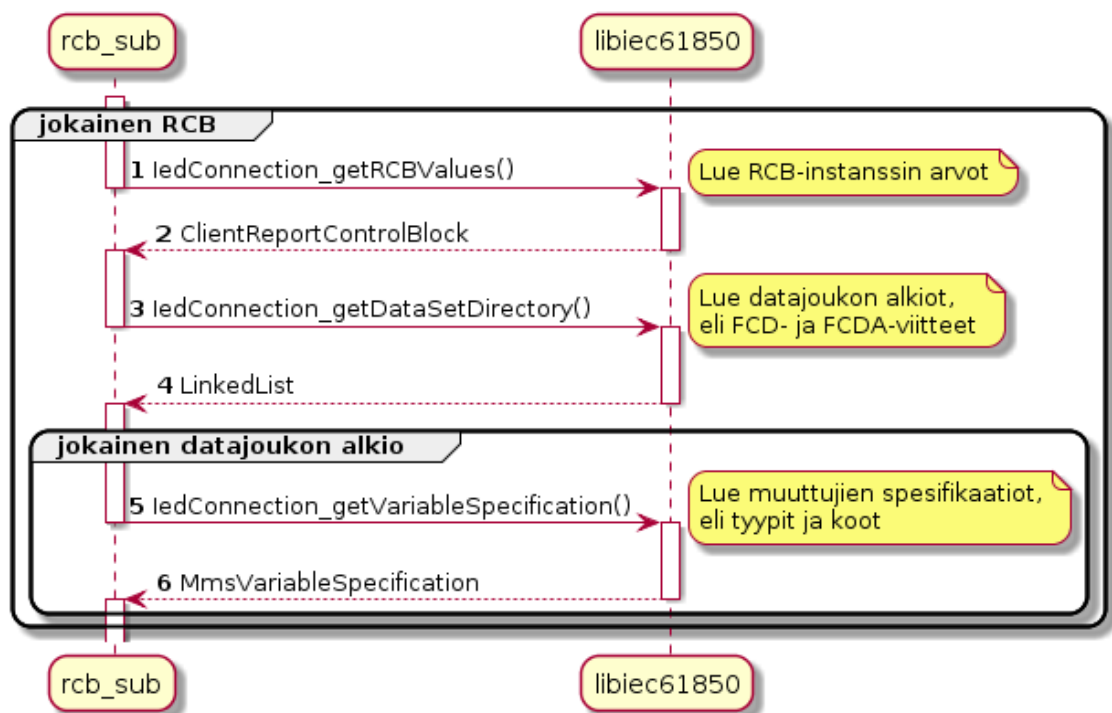 rcb_sub
libiec61850
jokainen RCB
1 IedConnection_getRCBValues()
Lue RCB-instanssin arvot
2 ClientReportControlBlock
3 IedConnection_getDataSetDirectory()
Lue datajoukon alkiot,
eli FCD- ja FCDA-viitteet
4 LinkedList
jokainen datajoukon alkio
5 IedConnection_getVariableSpecification()
Lue muuttujien spesifikaatiot,
eli tyypit ja koot
6 MmsVariableSpecification
rcb_sub
libiec61850